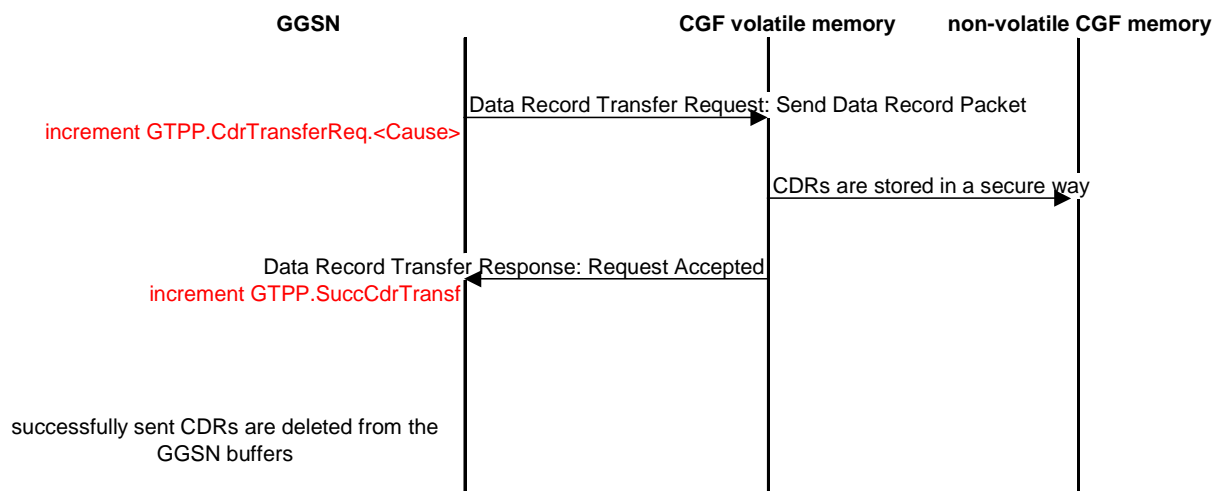 GGSN
CGF volatile memory
non-volatile CGF memory
Data Record Transfer Request: Send Data Record Packet
increment GTPP.CdrTransferReq.<Cause>
CDRs are stored in a secure way
Data Record Transfer Response: Request Accepted
increment GTPP.SuccCdrTransf
successfully sent CDRs are deleted from the
GGSN buffers